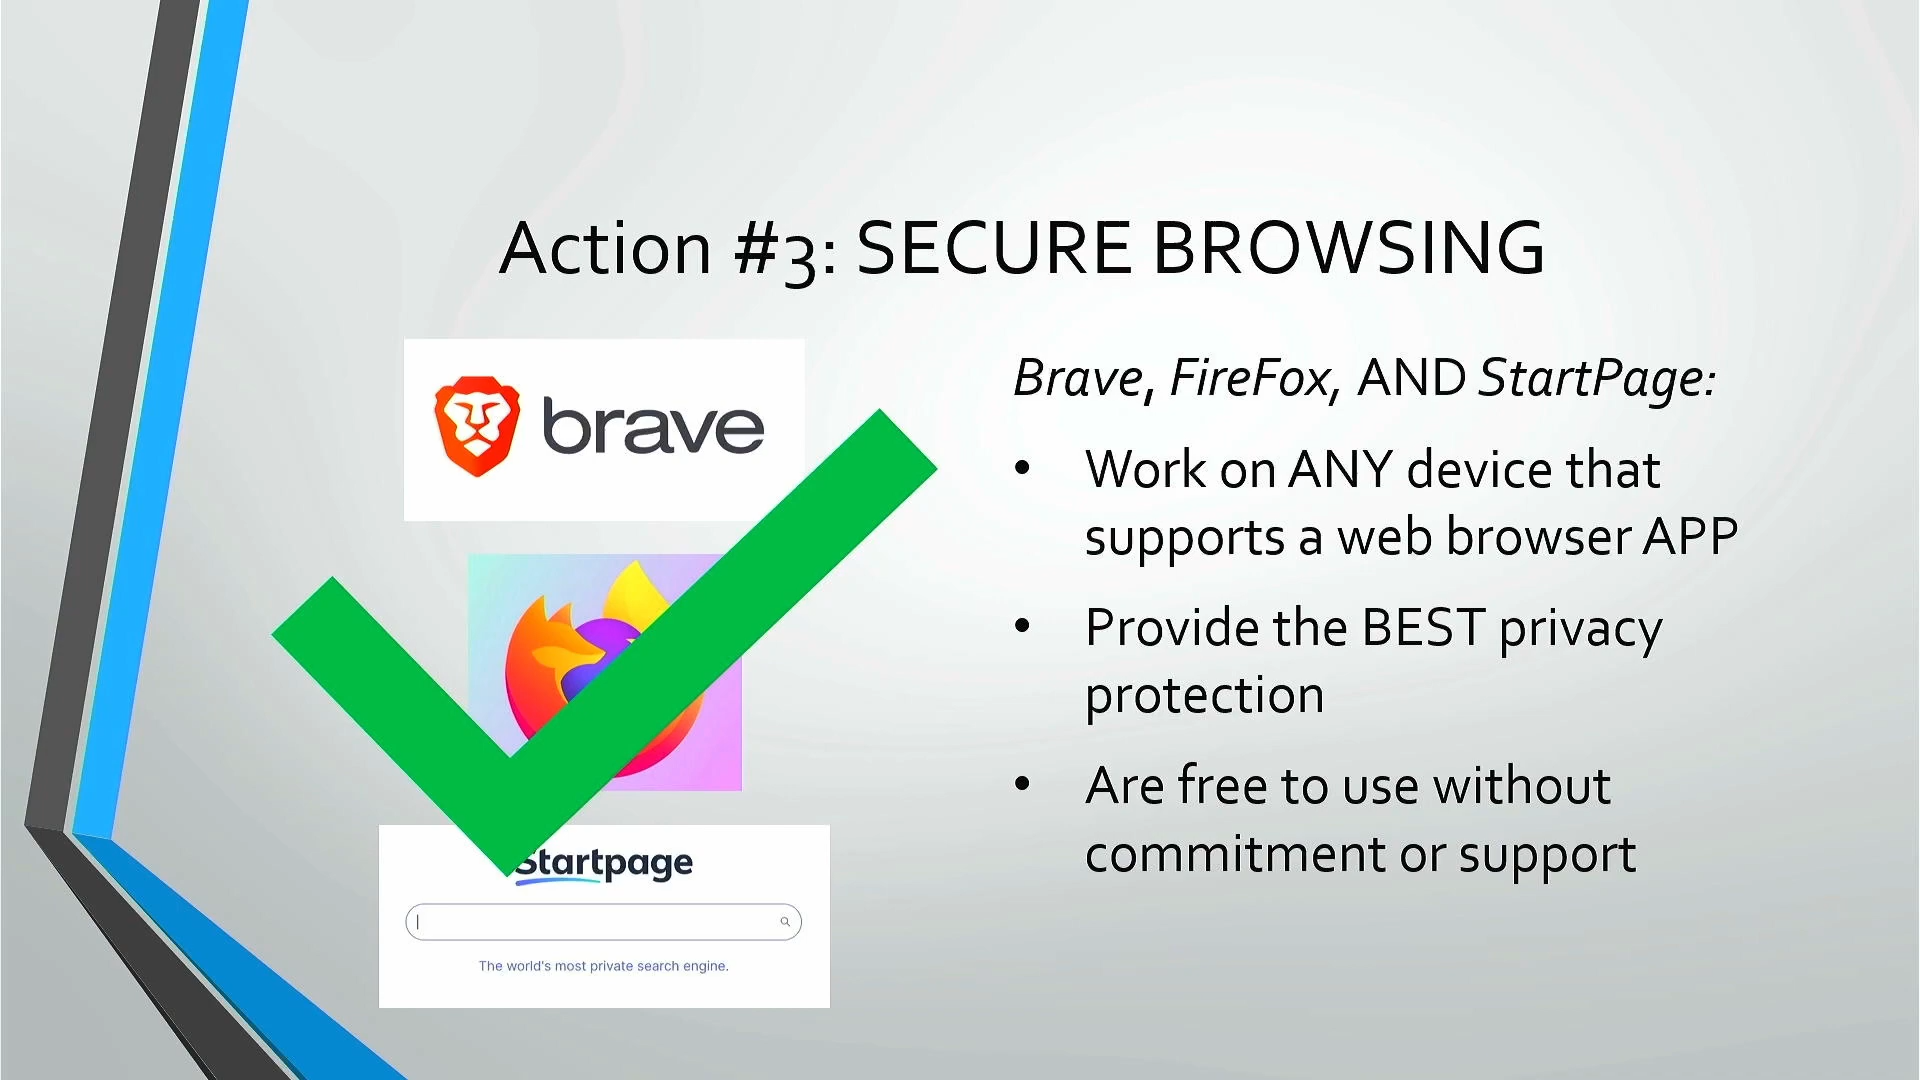 Action #3: SECURE BROWSING
brave
Startpage
The world's most private search engine.
Brave, FireFox, AND StartPage:
• Work on ANY device that
supports a web browser APP
• Provide the BEST privacy
protection
• Are free to use without
commitment or support